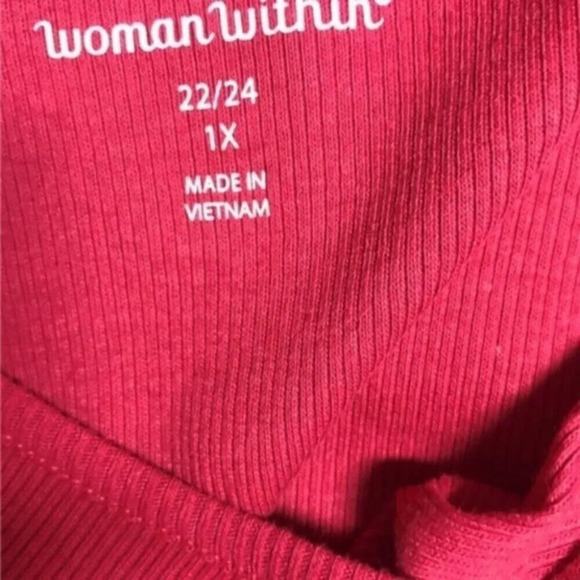 woman within®
22/24
1X
MADE IN
VIETNAM